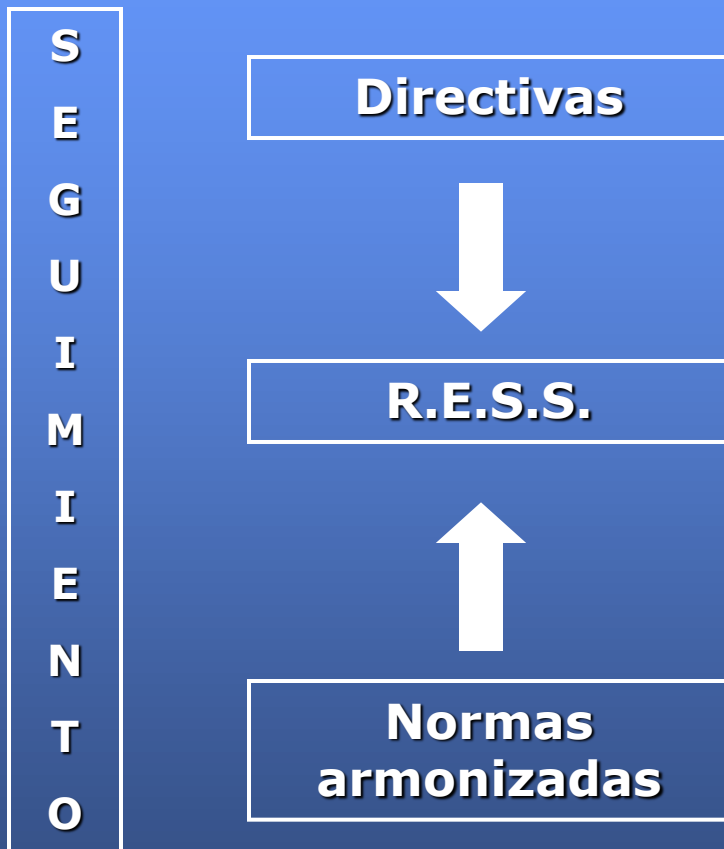 S
E
G
U
I
M
I
E
N
T
O
Directivas
R.E.S.S.
Normas
armonizadas